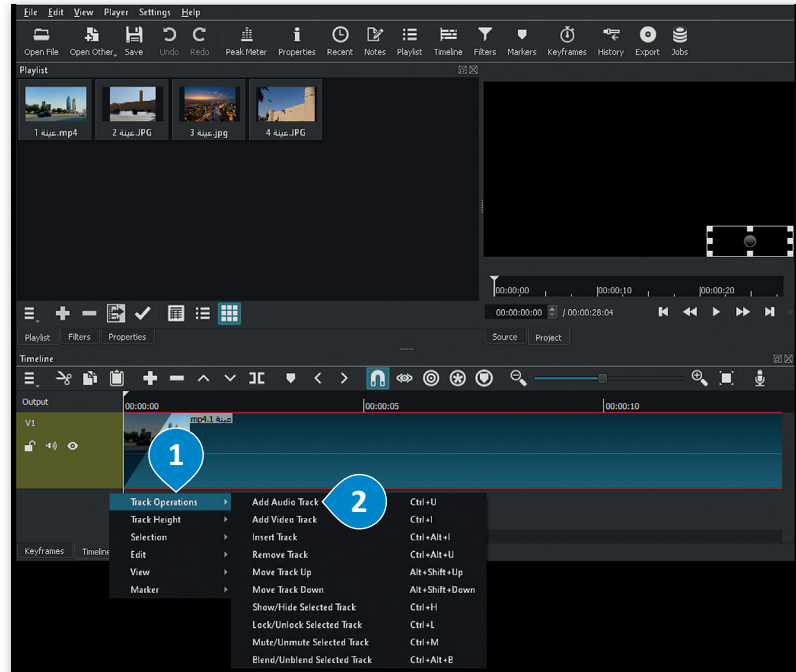 File Edit View Player Settings Help
Open File Open Other... Save Undo Redo Peak Meter Properties Recent Notes Playlist Timeline Filters Markers Keyframes History Export Jobs
Playlist
عينة 1.mp4 عينة 2.JPG عينة 3.jpg عينة 4.JPG
00:00:00 00:00:10 00:00:20
00:00:00:00 / 00:00:28:04
Playlist Filters Properties
Source Project
Timeline
Output
00:00:00 00:00:05 00:00:10
V1
عينة 1.mp4
1
2
Track Operations
Track Height
Selection
Edit
View
Marker
Add Audio Track Ctrl+U
Add Video Track Ctrl+I
Insert Track Ctrl+Alt+I
Remove Track Ctrl+Alt+U
Move Track Up Alt+Shift+Up
Move Track Down Alt+Shift+Down
Show/Hide Selected Track Ctrl+H
Lock/Unlock Selected Track Ctrl+L
Mute/Unmute Selected Track Ctrl+M
Blend/Unblend Selected Track Ctrl+Alt+B
Keyframes Timeline